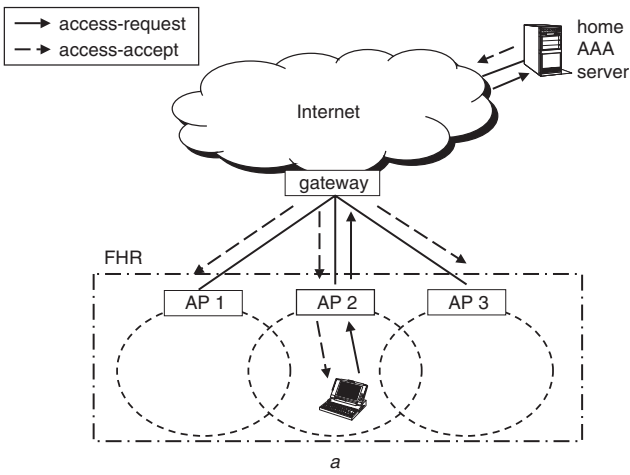 access-request
access-accept
home
AAA
server
Internet
gateway
FHR
AP 1
AP 2
AP 3
a